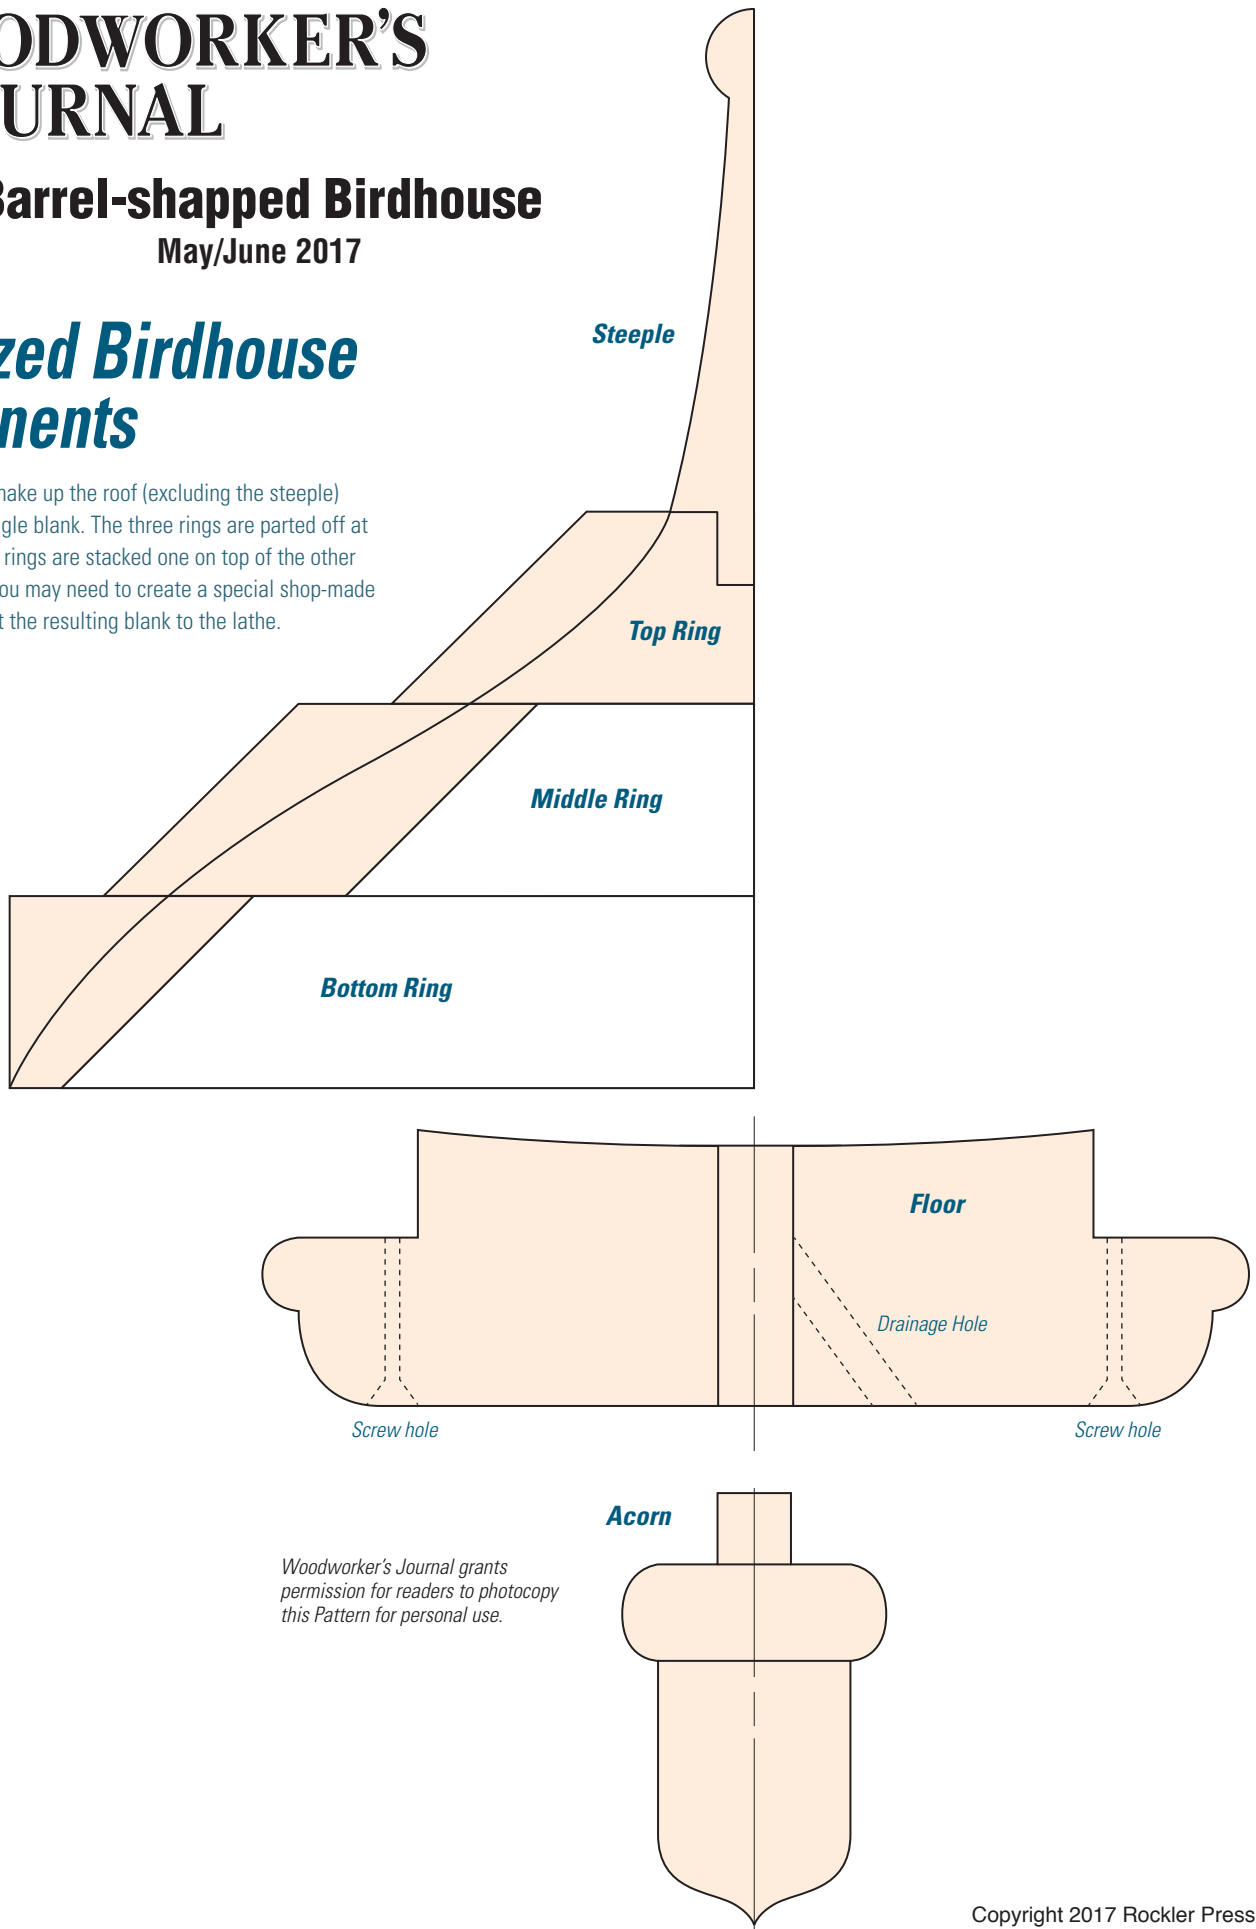 ODWORKER'S
URNAL
Barrel-shapped Birdhouse
May/June 2017
zed Birdhouse
nents
make up the roof (excluding the steeple)
gle blank. The three rings are parted off at
rings are stacked one on top of the other
ou may need to create a special shop-made
t the resulting blank to the lathe.
Steeple
Top Ring
Middle Ring
Bottom Ring
Floor
Drainage Hole
Screw hole
Screw hole
Acorn
Woodworker's Journal grants
permission for readers to photocopy
this Pattern for personal use.
Copyright 2017 Rockler Press